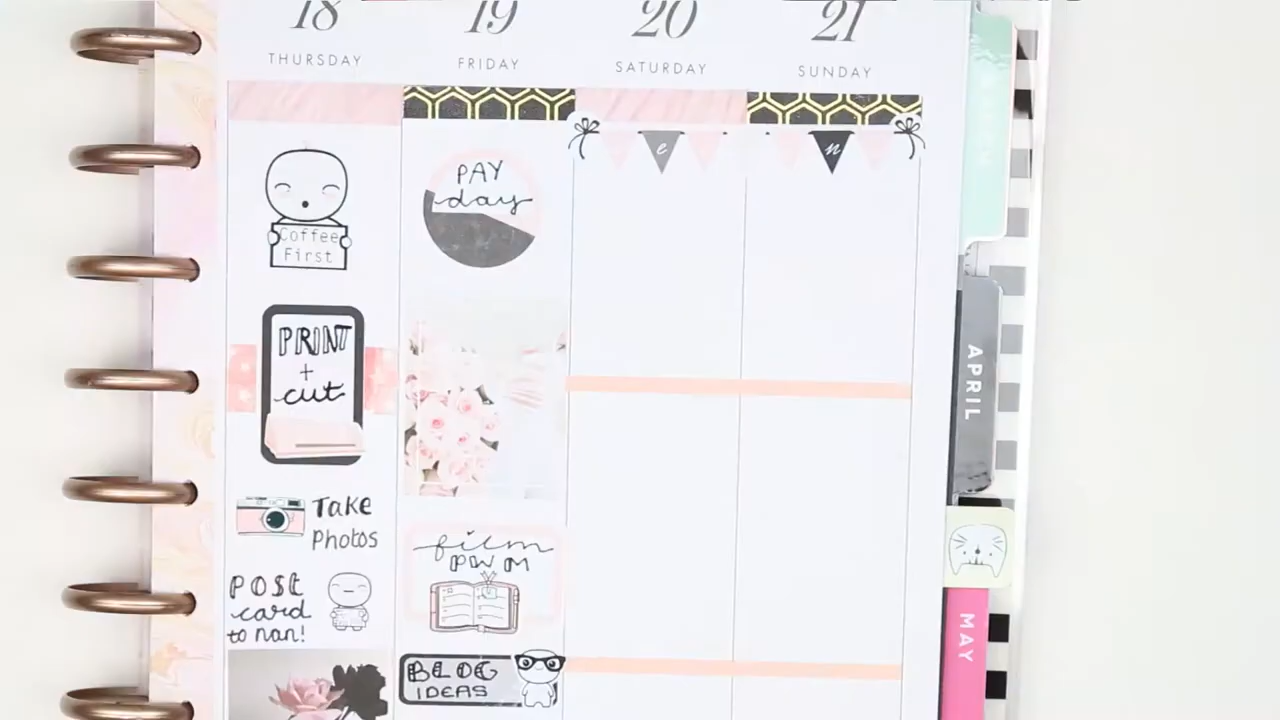 18 19 20 21
THURSDAY FRIDAY SATURDAY SUNDAY
e n
Coffee
First
PAY
day
PRINT
+
cut
Take
Photos
POST
card
to nan!
film
PWM
BLOG
IDEAS
APRIL
MAY